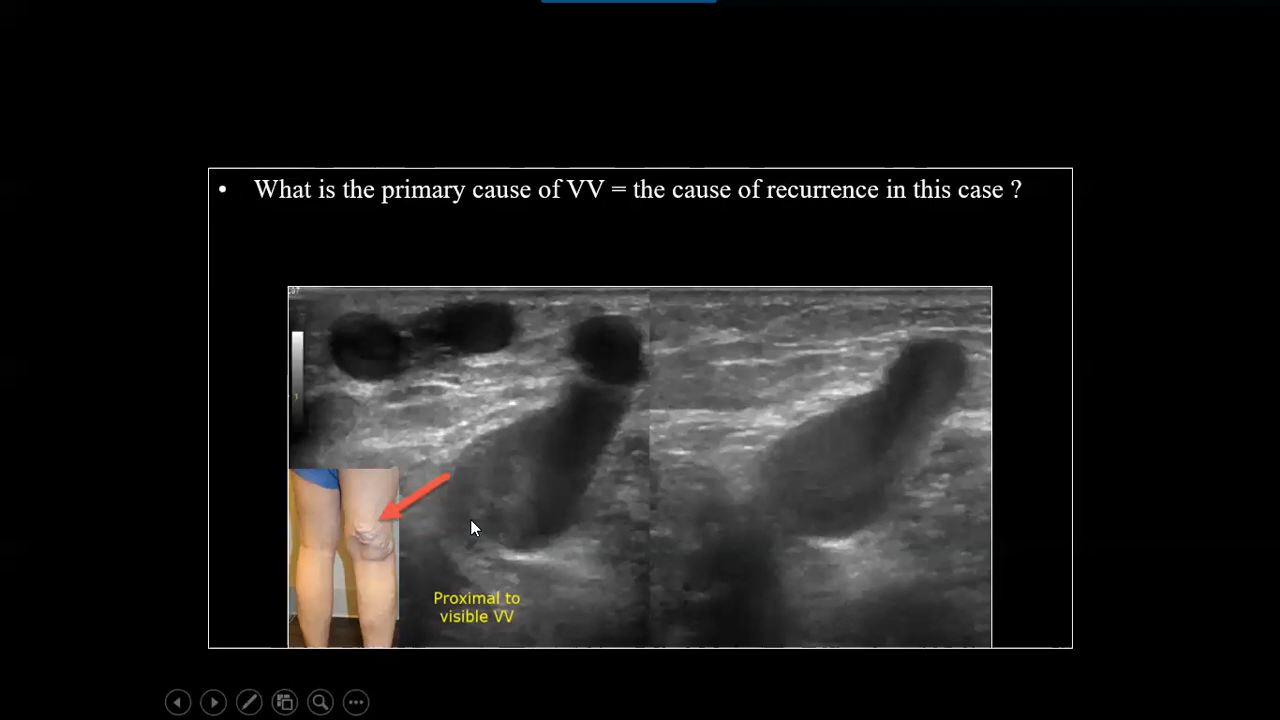 • What is the primary cause of VV = the cause of recurrence in this case ?
Proximal to
visible VV